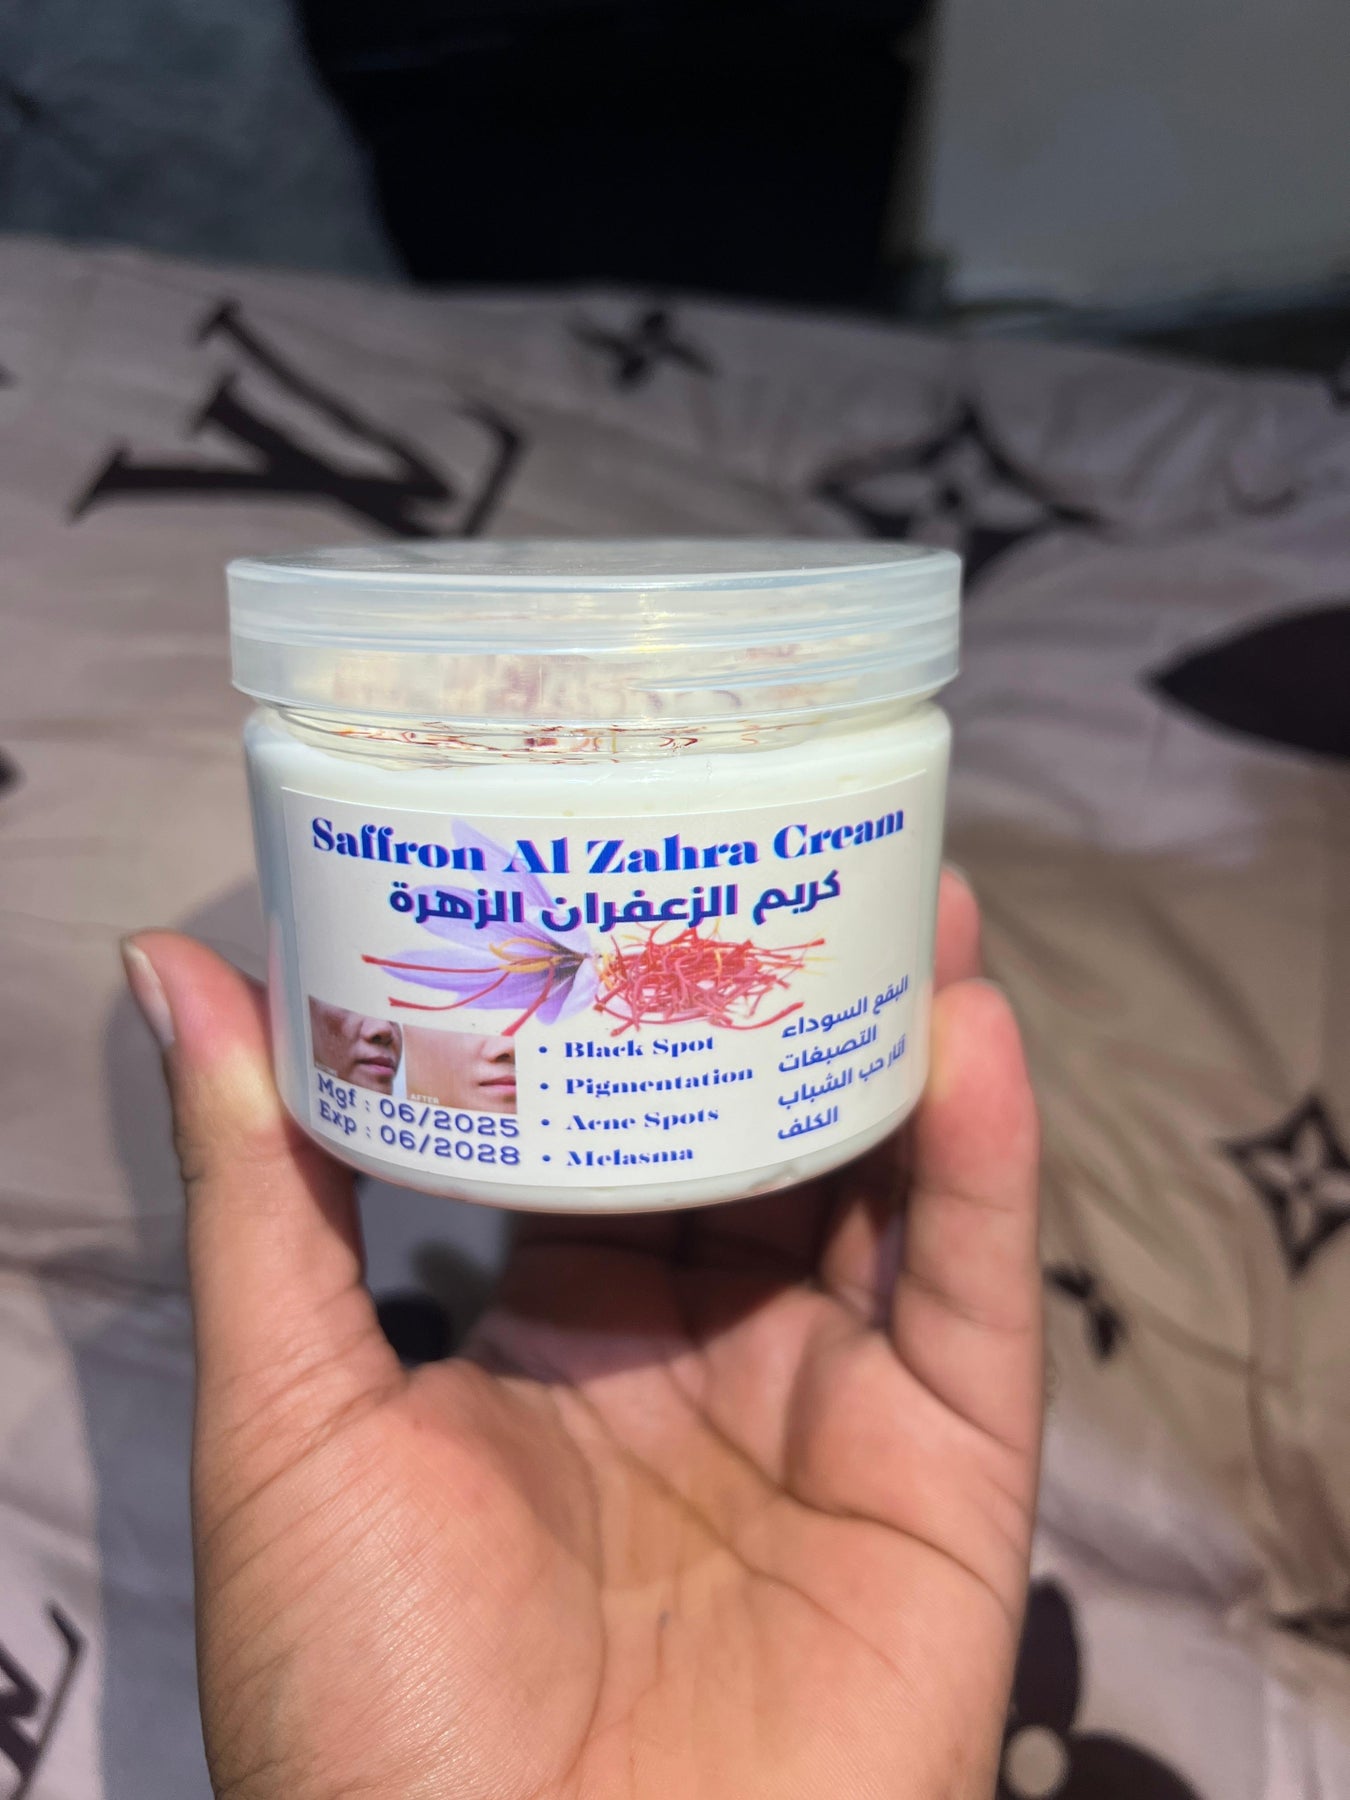 Saffron Al Zahra Cream
كريم الزعفران الزهرة
• Black Spot
• Pigmentation
• Acne Spots
• Melasma
البقع السوداء
التصبغات
آثار حب الشباب
الكلف
AFTER
Mgf : 06/2025
Exp : 06/2028